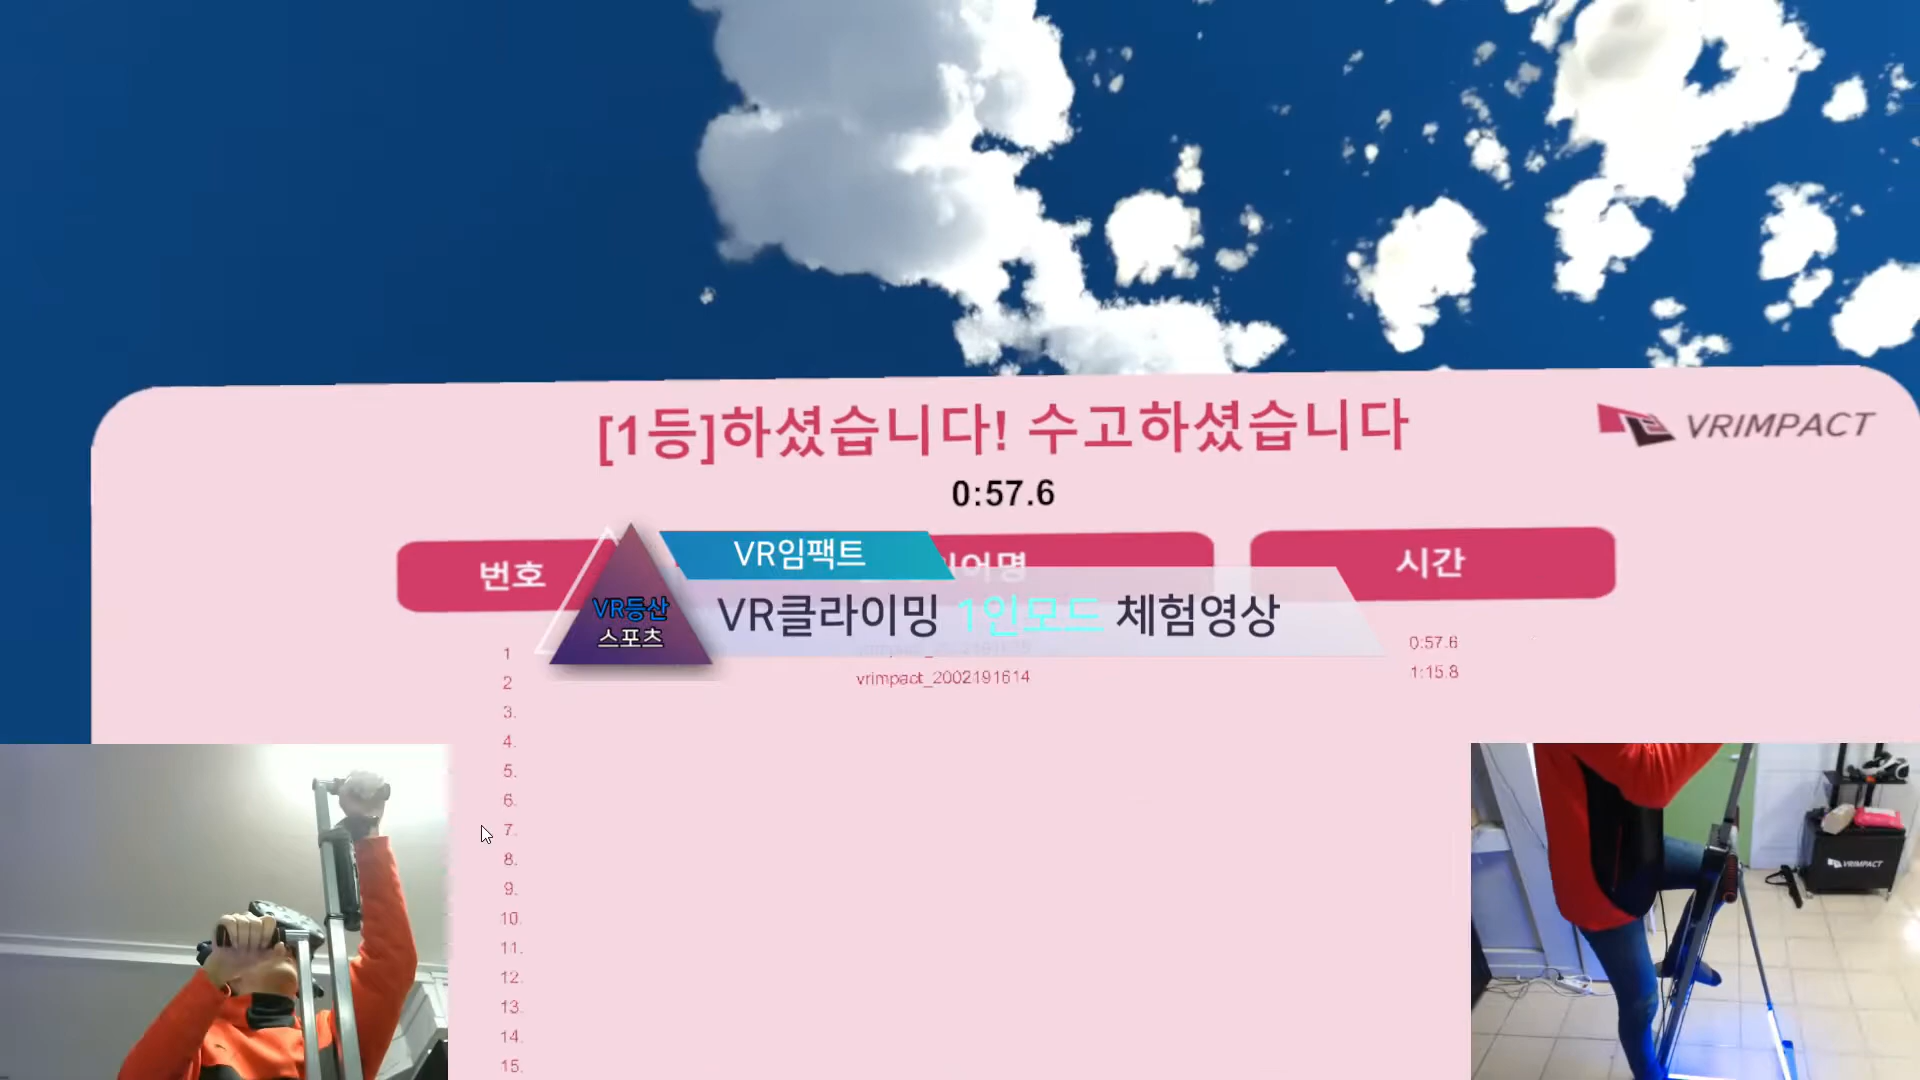 [1등]하셨습니다! 수고하셨습니다
VRIMPACT
0:57.6
번호
시간
VR임팩트
VR등산
스포츠
VR클라이밍 1인모드 체험영상
1 0:57.6
2 vrimpact_2002191614 1:15.8
3.
4.
5.
6.
7.
8.
9.
10.
11.
12.
13.
14.
15.
VRIMPACT